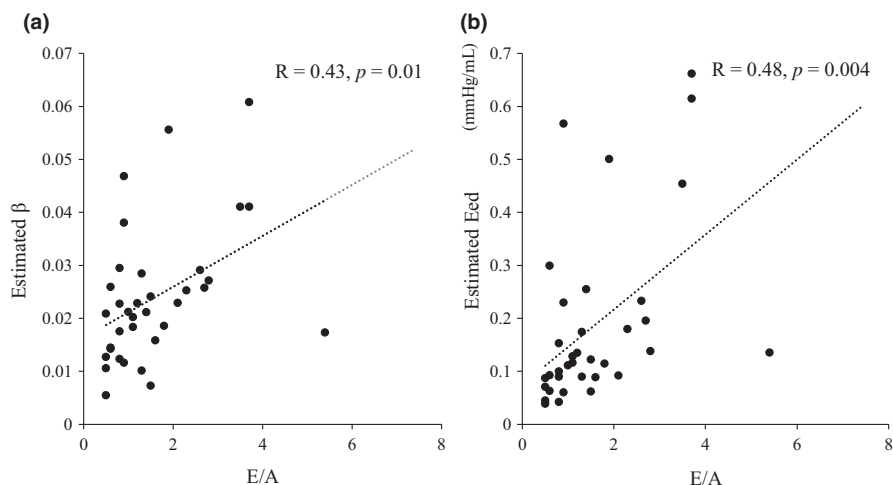 (a)
0.07
0.06
0.05
0.04
0.03
0.02
0.01
0
Estimated β
R = 0.43, p = 0.01
0 2 4 6 8
E/A
(b)
0.7
0.6
0.5
0.4
0.3
0.2
0.1
0
(mmHg/mL)
Estimated Eed
R = 0.48, p = 0.004
0 2 4 6 8
E/A